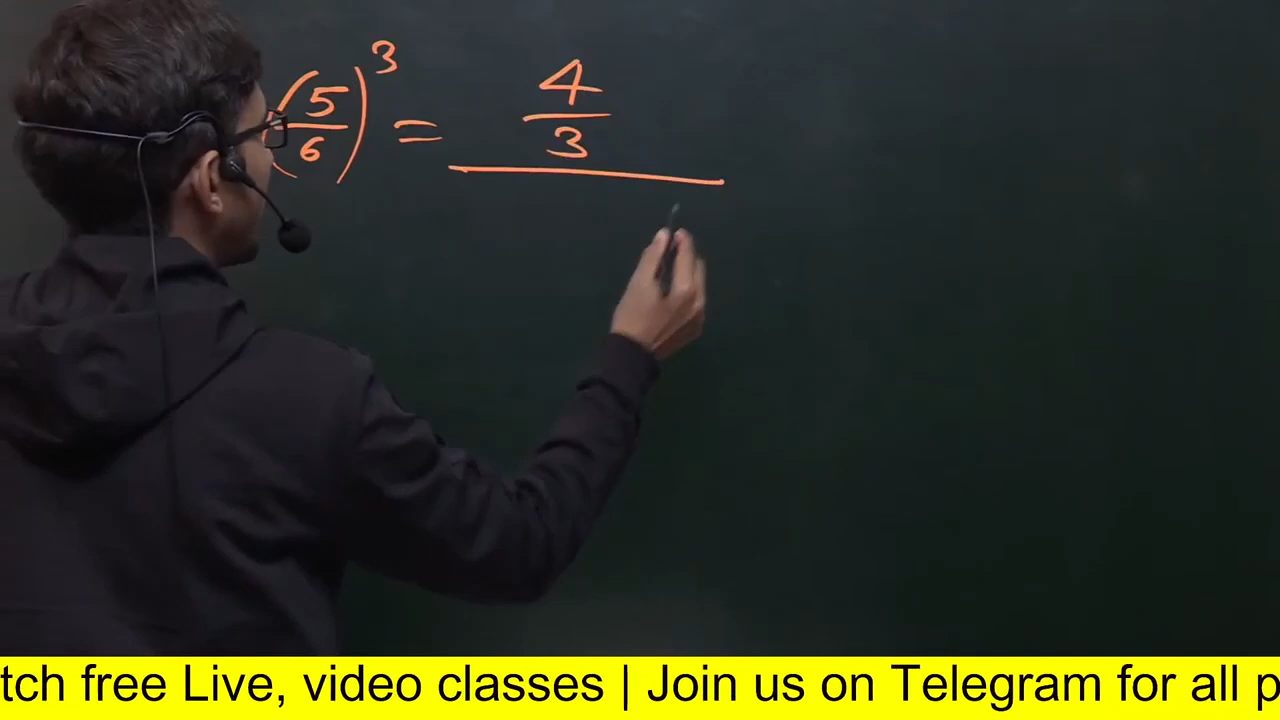 (5/6)^3 = 4/3
tch free Live, video classes | Join us on Telegram for all p